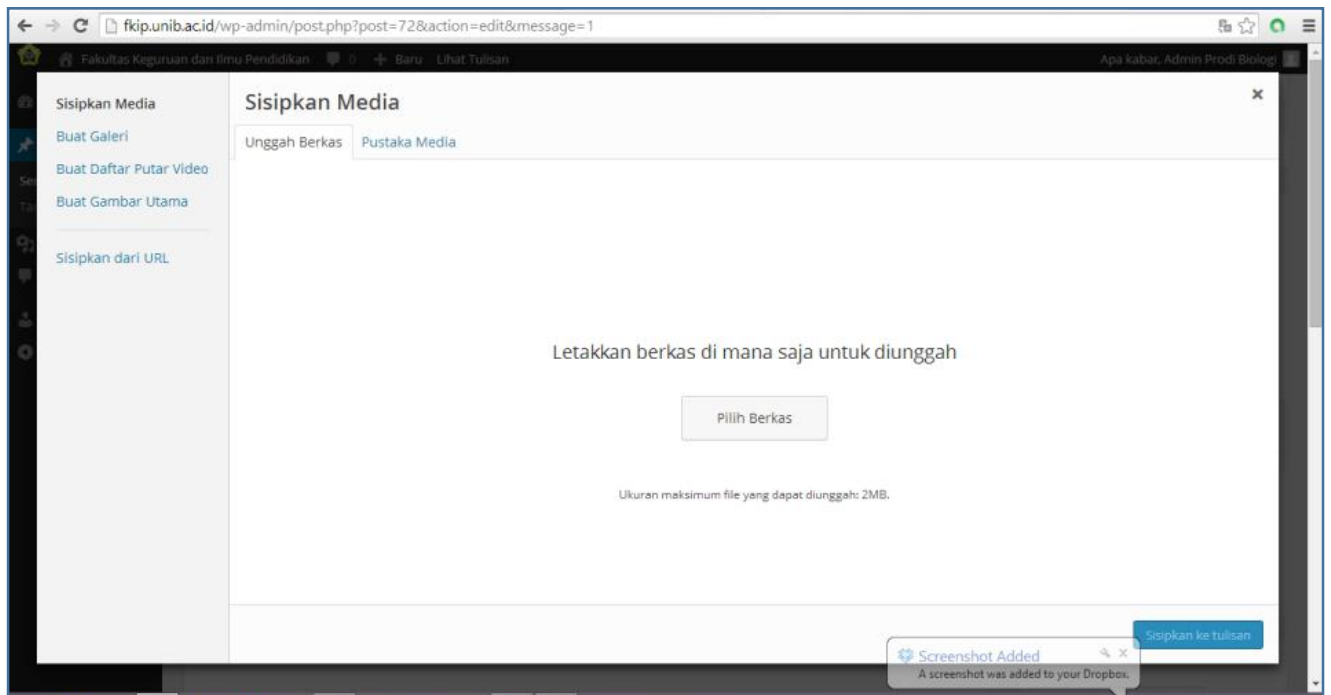 fkip.unib.ac.id/wp-admin/post.php?post=72&action=edit&message=1
Fakultas Keguruan dan Ilmu Pendidikan 0 + Baru Lihat Tulisan Apa kabar, Admin Prodi Biologi
Sisipkan Media
Buat Galeri
Buat Daftar Putar Video
Buat Gambar Utama
Sisipkan dari URL
Sisipkan Media
Unggah Berkas Pustaka Media
Letakkan berkas di mana saja untuk diunggah
Pilih Berkas
Ukuran maksimum file yang dapat diunggah: 2MB.
Sisipkan ke tulisan
Screenshot Added
A screenshot was added to your Dropbox.